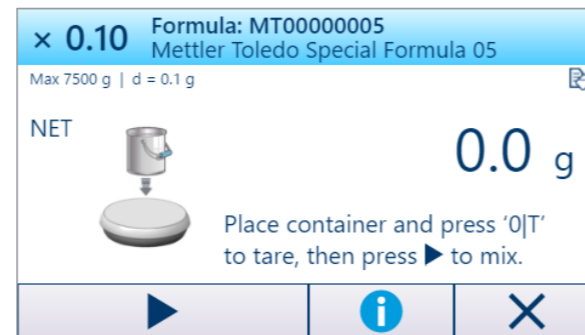 × 0.10
Formula: MT00000005
Mettler Toledo Special Formula 05
Max 7500 g | d = 0.1 g
NET
0.0 g
Place container and press ‘0|T’
to tare, then press ▶ to mix.